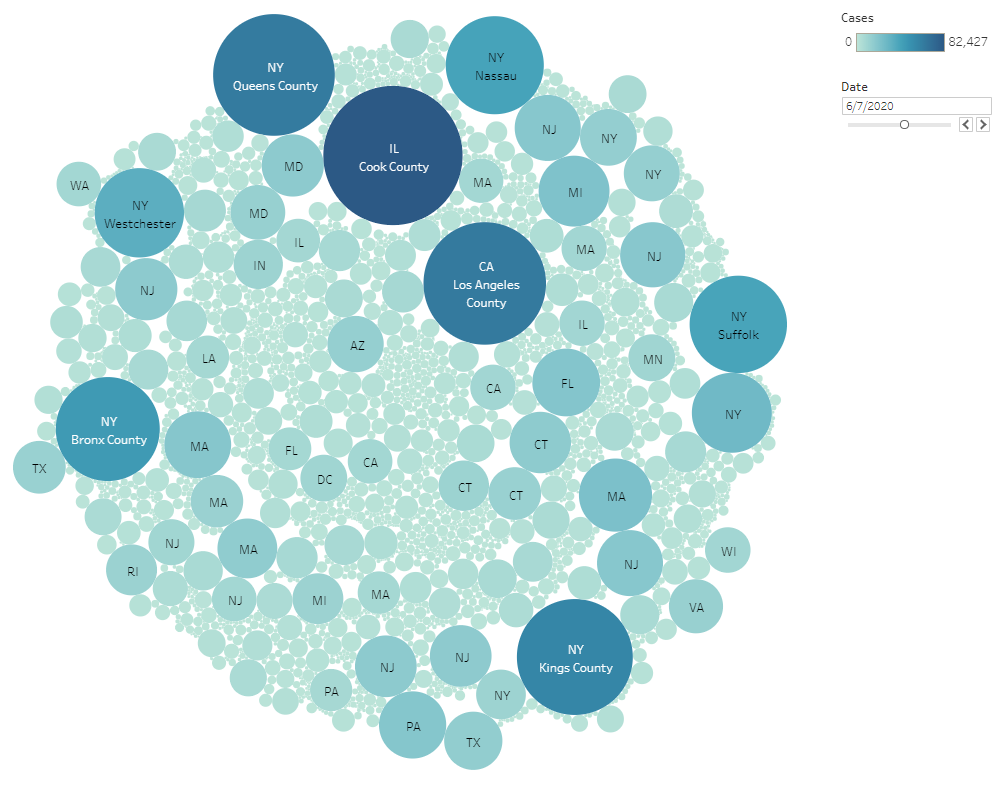 Cases
0 82,427
Date
6/7/2020
NY
Queens County
NY
Nassau
IL
Cook County
NJ
NY
MD
MA
NY
WA
MI
NY
Westchester
MD
IL
MA
NJ
IN
CA
Los Angeles
County
NJ
NY
Suffolk
IL
AZ
LA
MN
CA
FL
NY
NY
Bronx County
MA
CT
FL
CA
TX
DC
CT
CT
MA
MA
NJ
MA
WI
NJ
RI
NJ
MI
MA
VA
NY
Kings County
NJ
NJ
PA
NY
PA
TX